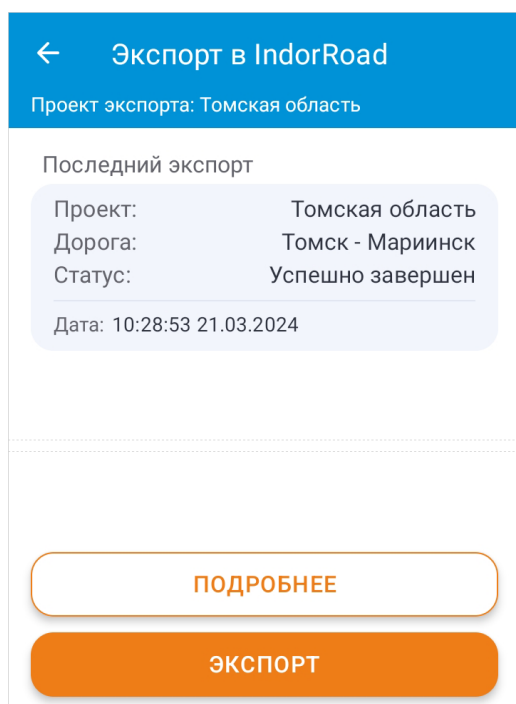 Экспорт в IndorRoad
Проект экспорта: Томская область
Последний экспорт
Проект: Томская область
Дорога: Томск - Мариинск
Статус: Успешно завершен
Дата: 10:28:53 21.03.2024
ПОДРОБНЕЕ
ЭКСПОРТ